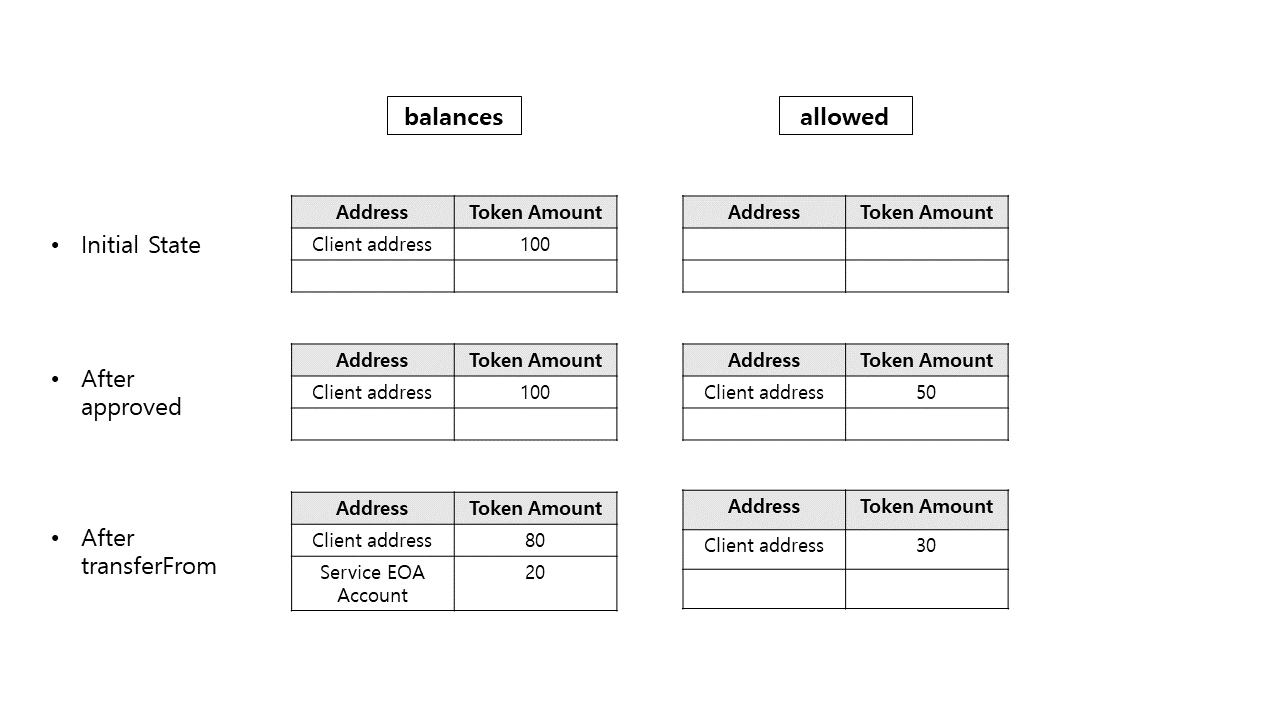 balances
allowed
• Initial State
Address Token Amount
Client address 100
Address Token Amount
• After
approved
Address Token Amount
Client address 100
Address Token Amount
Client address 50
• After
transferFrom
Address Token Amount
Client address 80
Service EOA 20
Account
Address Token Amount
Client address 30